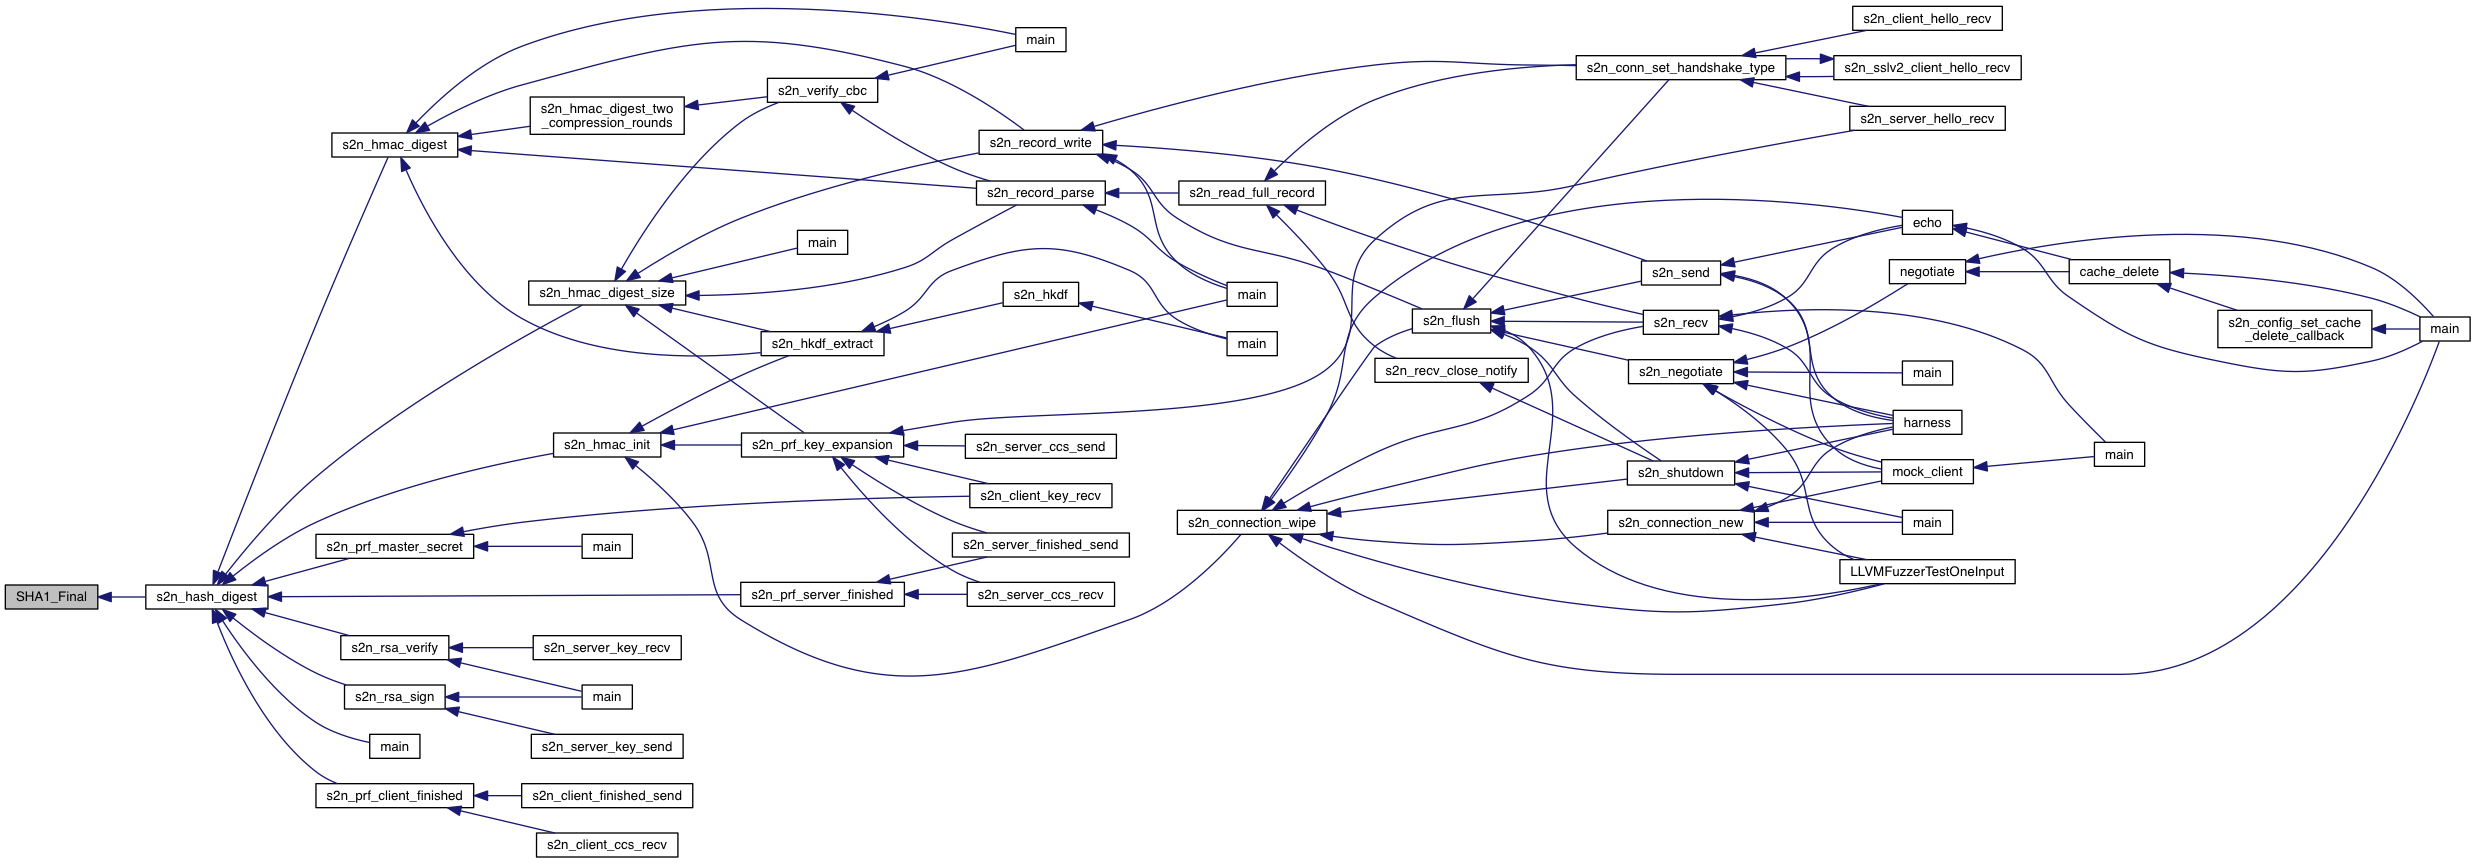 SHA1_Final
s2n_hash_digest
s2n_hmac_digest
s2n_prf_master_secret
s2n_rsa_verify
s2n_rsa_sign
main
s2n_prf_client_finished
s2n_hmac_digest_two
_compression_rounds
s2n_hmac_digest_size
s2n_hmac_init
main
s2n_server_key_recv
main
s2n_server_key_send
s2n_client_finished_send
s2n_client_ccs_recv
s2n_verify_cbc
main
s2n_hkdf_extract
s2n_prf_key_expansion
s2n_prf_server_finished
main
s2n_record_write
s2n_record_parse
s2n_hkdf
s2n_server_ccs_send
s2n_client_key_recv
s2n_server_finished_send
s2n_server_ccs_recv
s2n_read_full_record
main
main
s2n_connection_wipe
s2n_flush
s2n_recv_close_notify
s2n_conn_set_handshake_type
s2n_send
s2n_recv
s2n_negotiate
s2n_shutdown
s2n_connection_new
s2n_client_hello_recv
s2n_sslv2_client_hello_recv
s2n_server_hello_recv
echo
negotiate
main
harness
mock_client
main
LLVMFuzzerTestOneInput
cache_delete
main
s2n_config_set_cache
_delete_callback
main